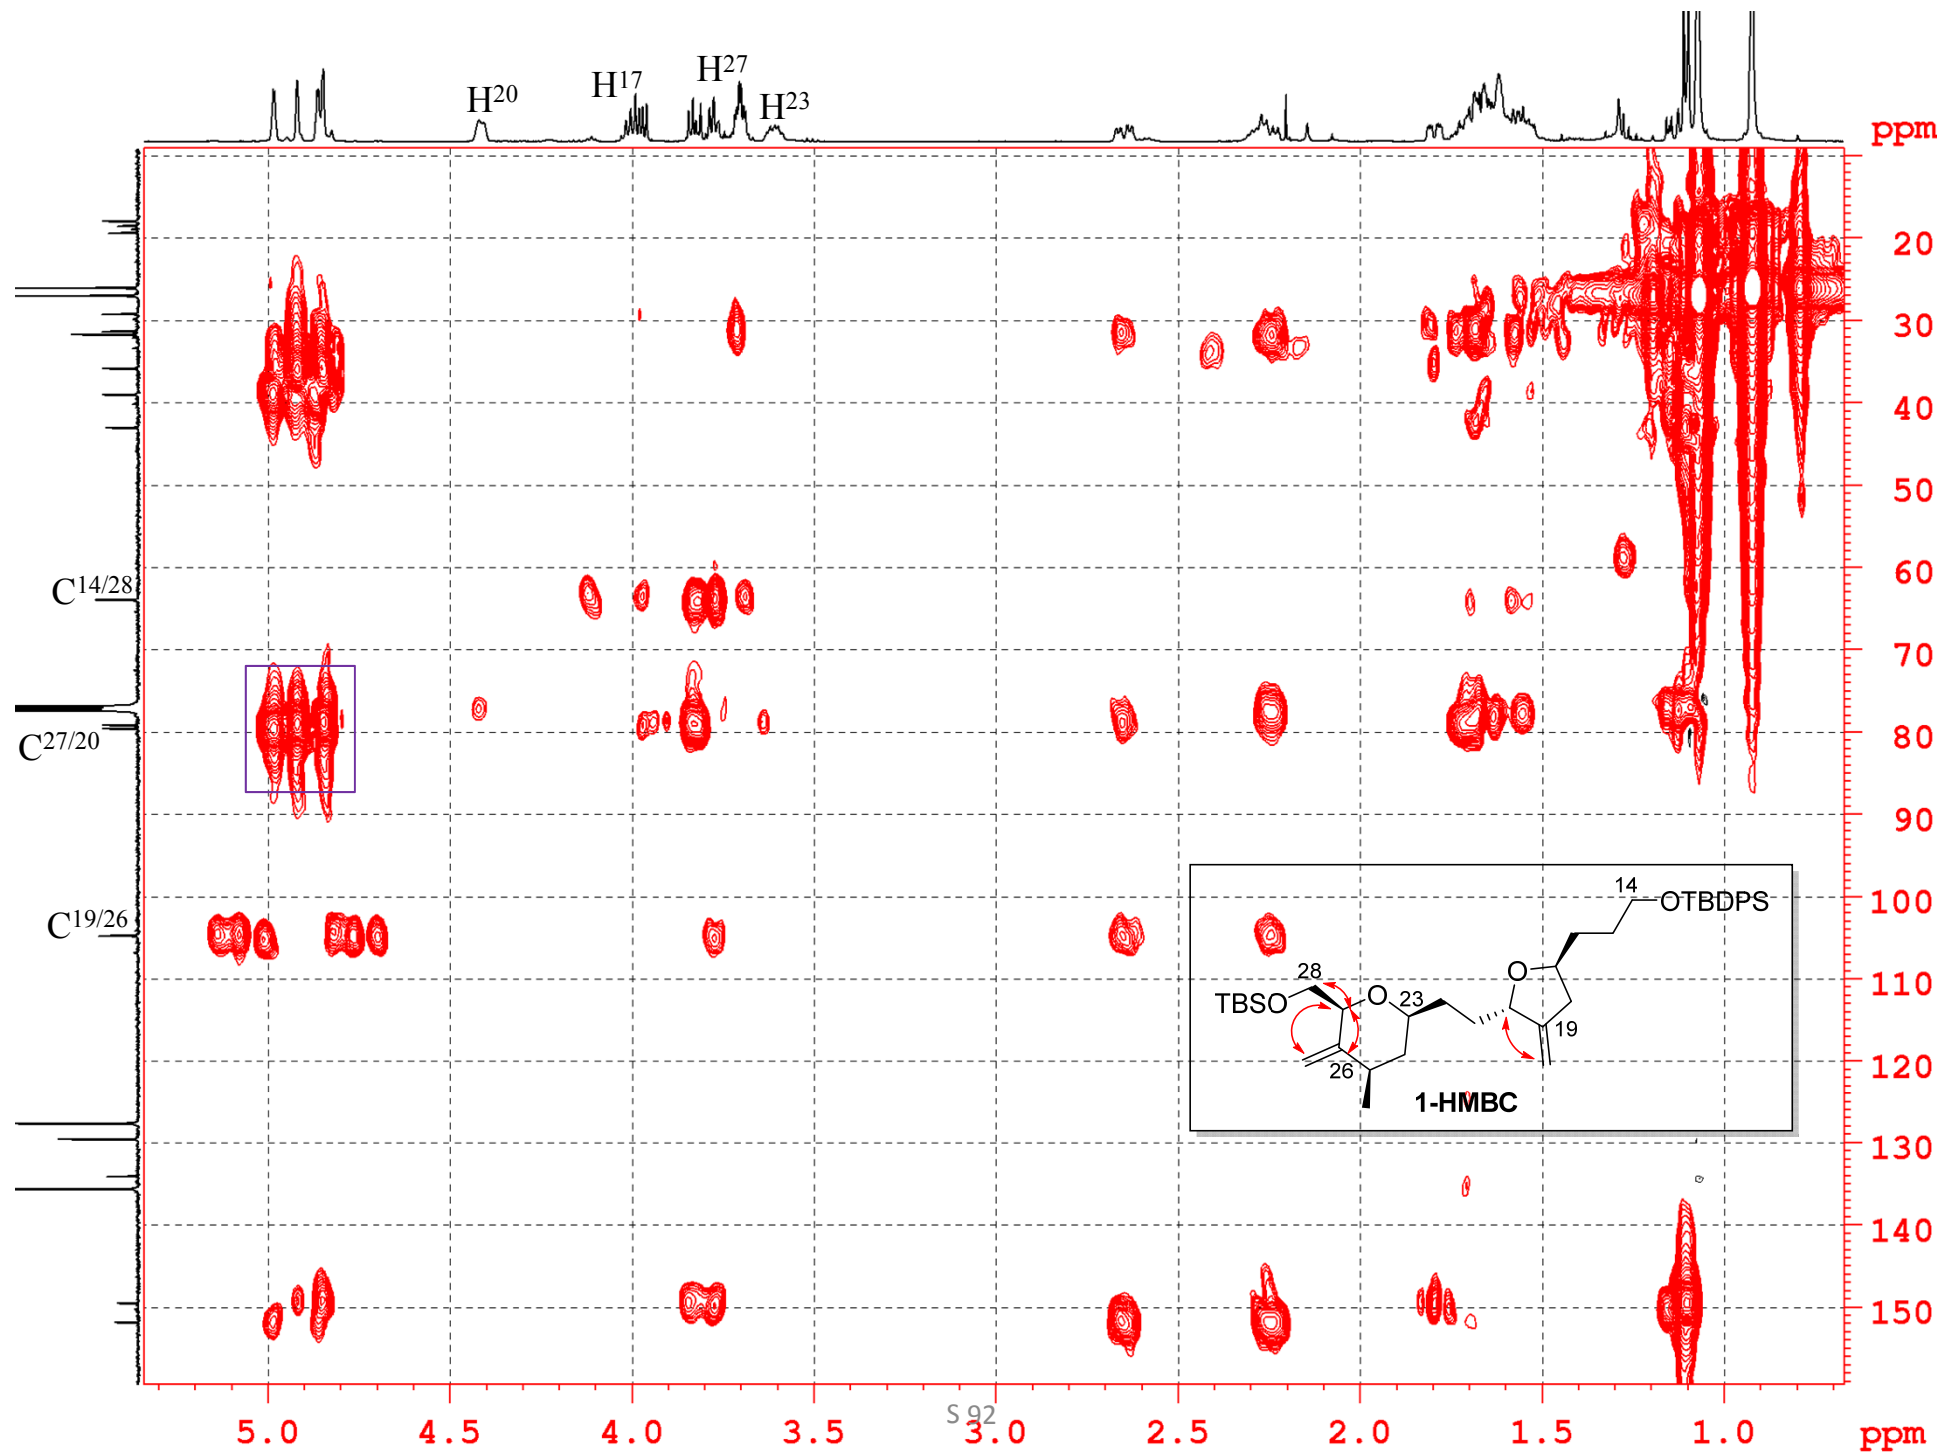 H20 H17 H27 H23
ppm
20
30
40
50
C14/28 60
70
C27/20 80
90
C19/26 100
110
120
130
140
150
14 OTBDPS
O
28 O 23
TBSO 19
26
1-HMBC
5.0 4.5 4.0 3.5 3.0 2.5 2.0 1.5 1.0 ppm
S 92